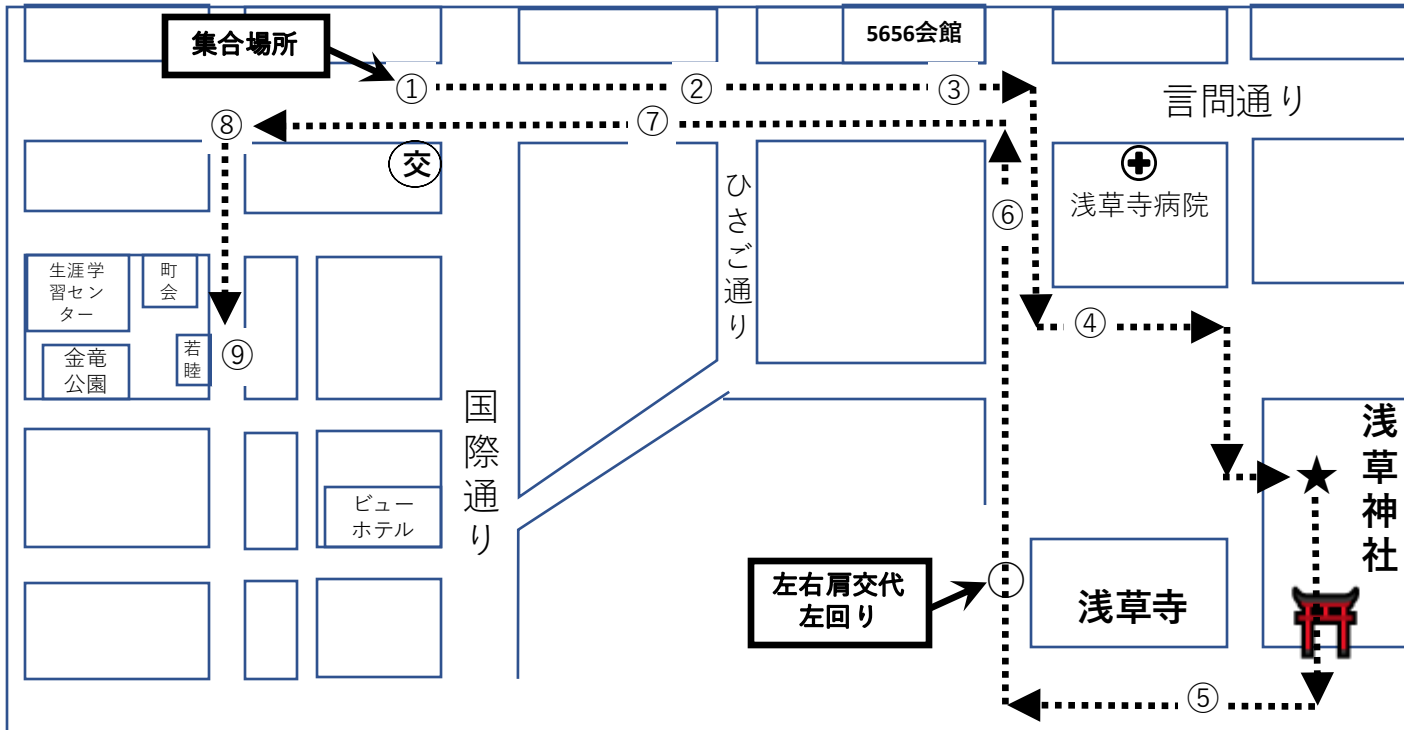 5656会館
集合場所
①
②
③
言問通り
⑧
⑦
交
浅草寺病院
ひさご通り
⑥
生涯学
習セン
ター
町
会
④
若
睦
⑨
金竜
公園
国際通り
浅草神社
ビュー
ホテル
左右肩交代
左回り
浅草寺
⑤